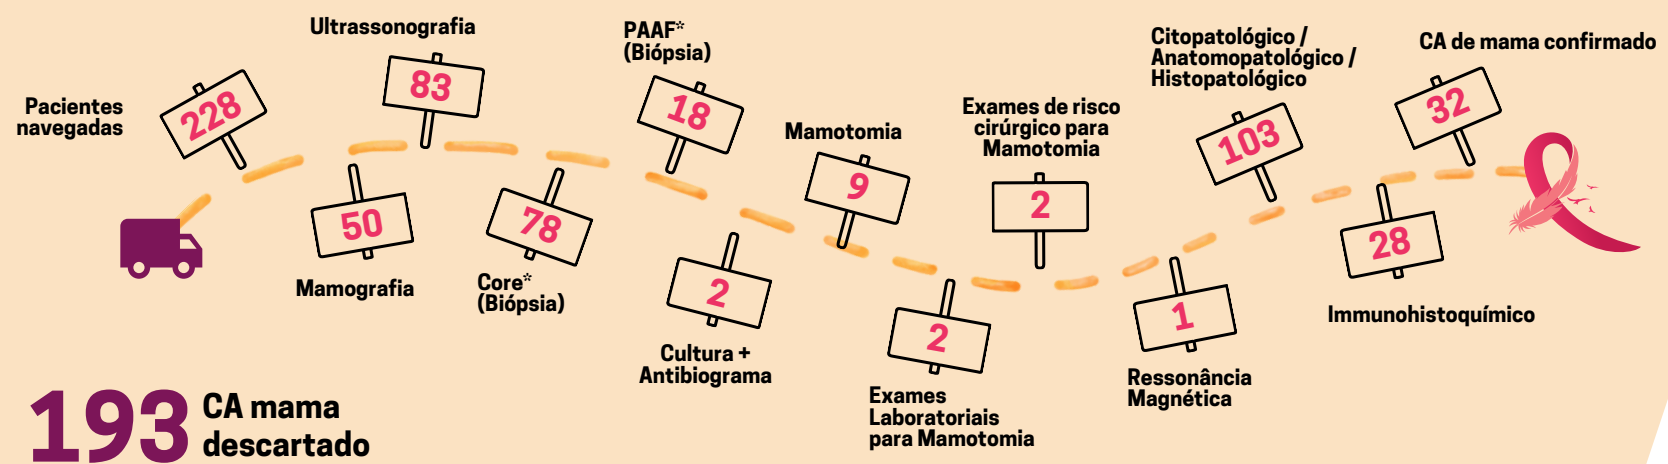 Pacientes
navegadas
228
Ultrassonografia
83
50
Mamografia
78
Core*
(Biópsia)
PAAF*
(Biópsia)
18
2
Cultura +
Antibiograma
Mamotomia
9
2
Exames
Laboratoriais
para Mamotomia
Exames de risco
cirúrgico para
Mamotomia
2
1
Ressonância
Magnética
Citopatológico /
Anatomopatológico /
Histopatológico
103
28
Immunohistoquímico
CA de mama confirmado
32
193 CA mama
descartado